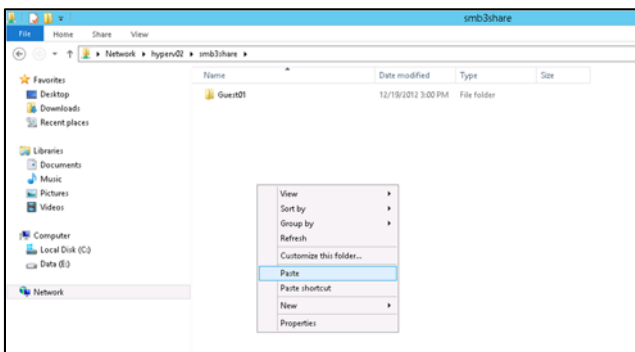 smb3share
File Home Share View
Network hyperv02 smb3share
Name Date modified Type Size
Favorites
Desktop
Downloads
Recent places
Libraries
Documents
Music
Pictures
Videos
Computer
Local Disk (C:)
Data (E:)
Network
Guest01 12/19/2012 3:00 PM File folder
View
Sort by
Group by
Refresh
Customize this folder...
Paste
Paste shortcut
New
Properties